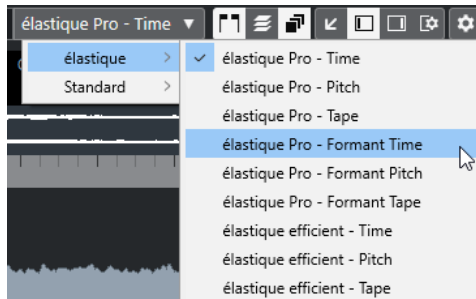 élastique Pro - Time
élastique
Standard
élastique Pro - Time
élastique Pro - Pitch
élastique Pro - Tape
élastique Pro - Formant Time
élastique Pro - Formant Pitch
élastique Pro - Formant Tape
élastique efficient - Time
élastique efficient - Pitch
élastique efficient - Tape